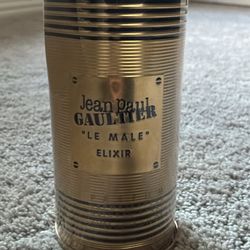 Jean Paul
GAULTIER
"LE MALE"
ELIXIR